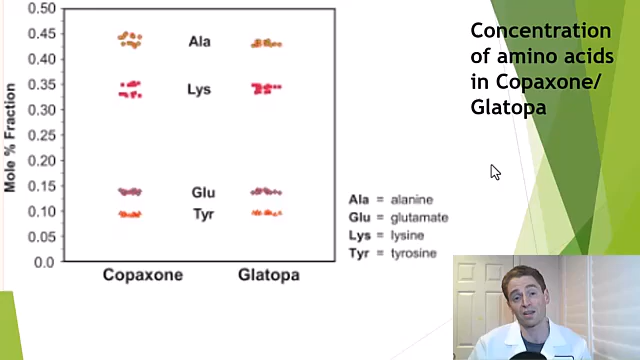 Concentration
of amino acids
in Copaxone/
Glatopa
Mole % Fraction
0.50
0.45
0.40
0.35
0.30
0.25
0.20
0.15
0.10
0.05
0.0
Ala
Lys
Glu
Tyr
Copaxone
Glatopa
Ala = alanine
Glu = glutamate
Lys = lysine
Tyr = tyrosine